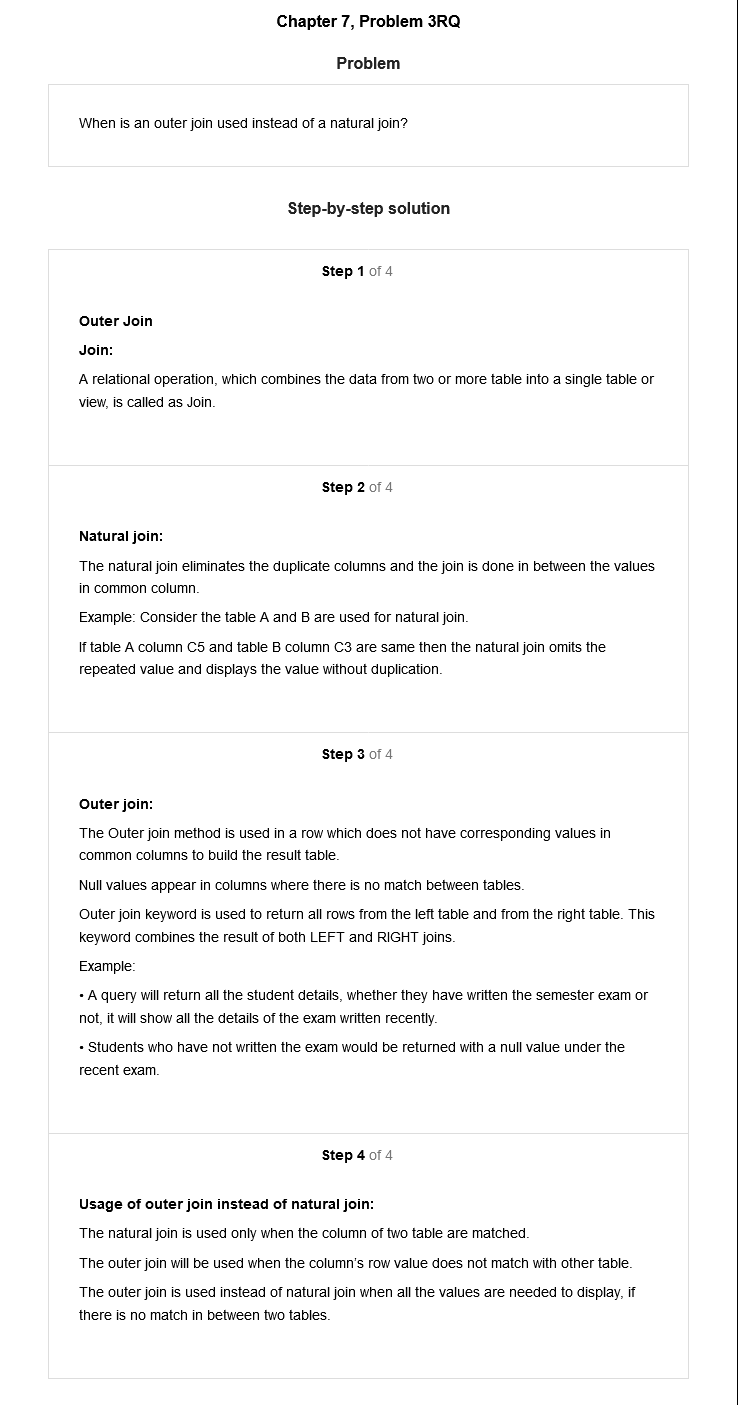 Chapter 7, Problem 3RQ
Problem
When is an outer join used instead of a natural join?
Step-by-step solution
Step 1 of 4
Outer Join
Join:
A relational operation, which combines the data from two or more table into a single table or
view, is called as Join.
Step 2 of 4
Natural join:
The natural join eliminates the duplicate columns and the join is done in between the values
in common column.
Example: Consider the table A and B are used for natural join.
If table A column C5 and table B column C3 are same then the natural join omits the
repeated value and displays the value without duplication.
Step 3 of 4
Outer join:
The Outer join method is used in a row which does not have corresponding values in
common columns to build the result table.
Null values appear in columns where there is no match between tables.
Outer join keyword is used to return all rows from the left table and from the right table. This
keyword combines the result of both LEFT and RIGHT joins.
Example:
• A query will return all the student details, whether they have written the semester exam or
not, it will show all the details of the exam written recently.
• Students who have not written the exam would be returned with a null value under the
recent exam.
Step 4 of 4
Usage of outer join instead of natural join:
The natural join is used only when the column of two table are matched.
The outer join will be used when the column's row value does not match with other table.
The outer join is used instead of natural join when all the values are needed to display, if
there is no match in between two tables.